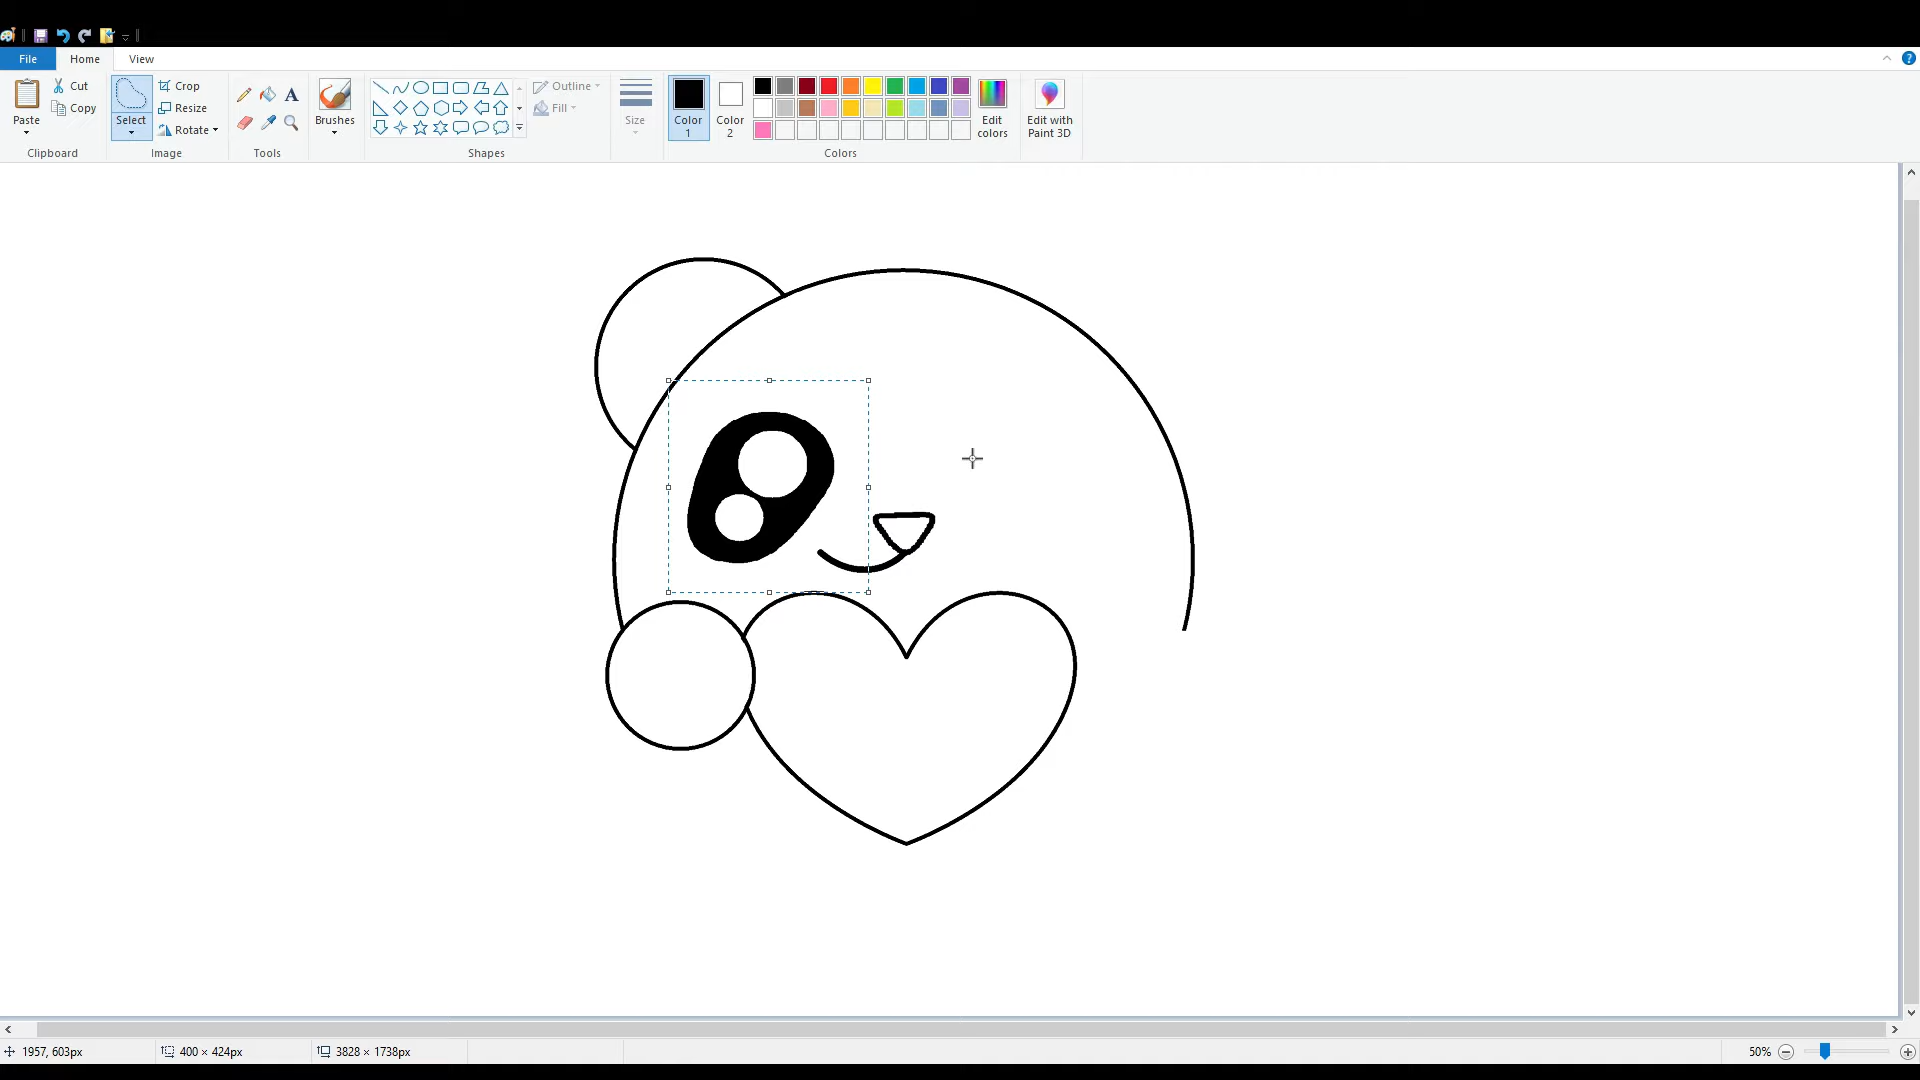 File Home View
Paste
Cut
Copy
Clipboard
Select
Crop
Resize
Rotate
Image
A
Tools
Brushes
Shapes
Outline
Fill
Size
Color
1
Color
2
Colors
Edit
colors
Edit with
Paint 3D
?
1957, 603px
400 × 424px
3828 × 1738px
50%